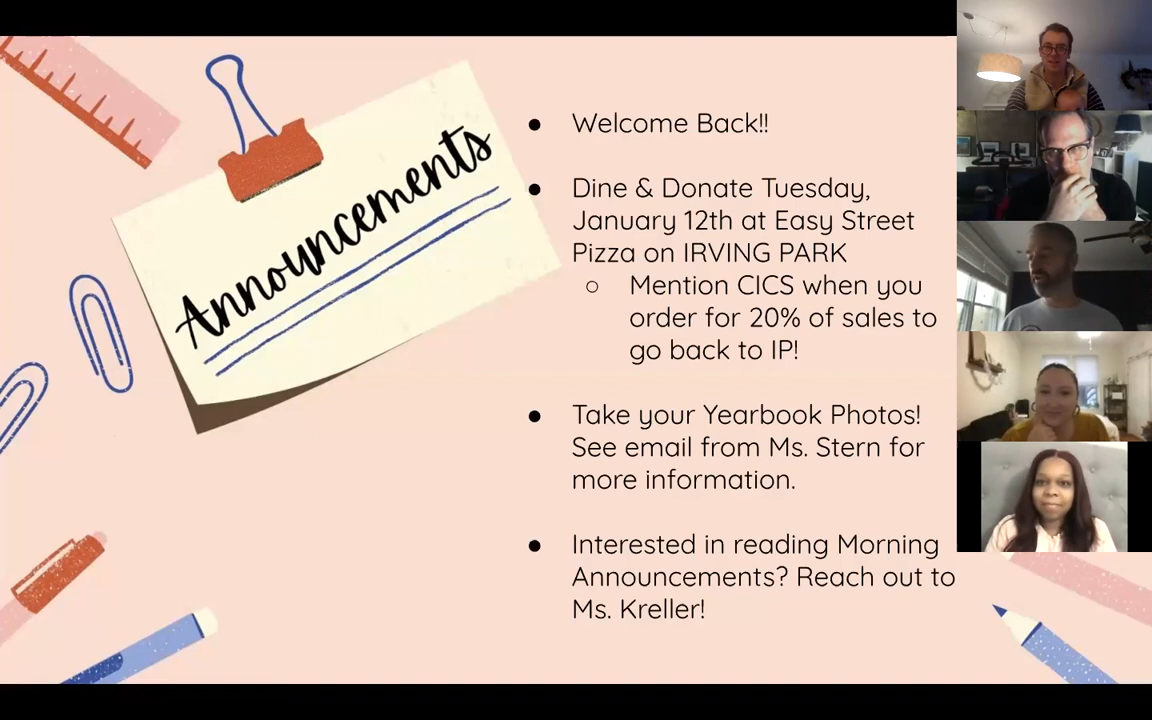 Announcements
● Welcome Back!!
● Dine & Donate Tuesday,
January 12th at Easy Street
Pizza on IRVING PARK
○ Mention CICS when you
order for 20% of sales to
go back to IP!
● Take your Yearbook Photos!
See email from Ms. Stern for
more information.
● Interested in reading Morning
Announcements? Reach out to
Ms. Kreller!